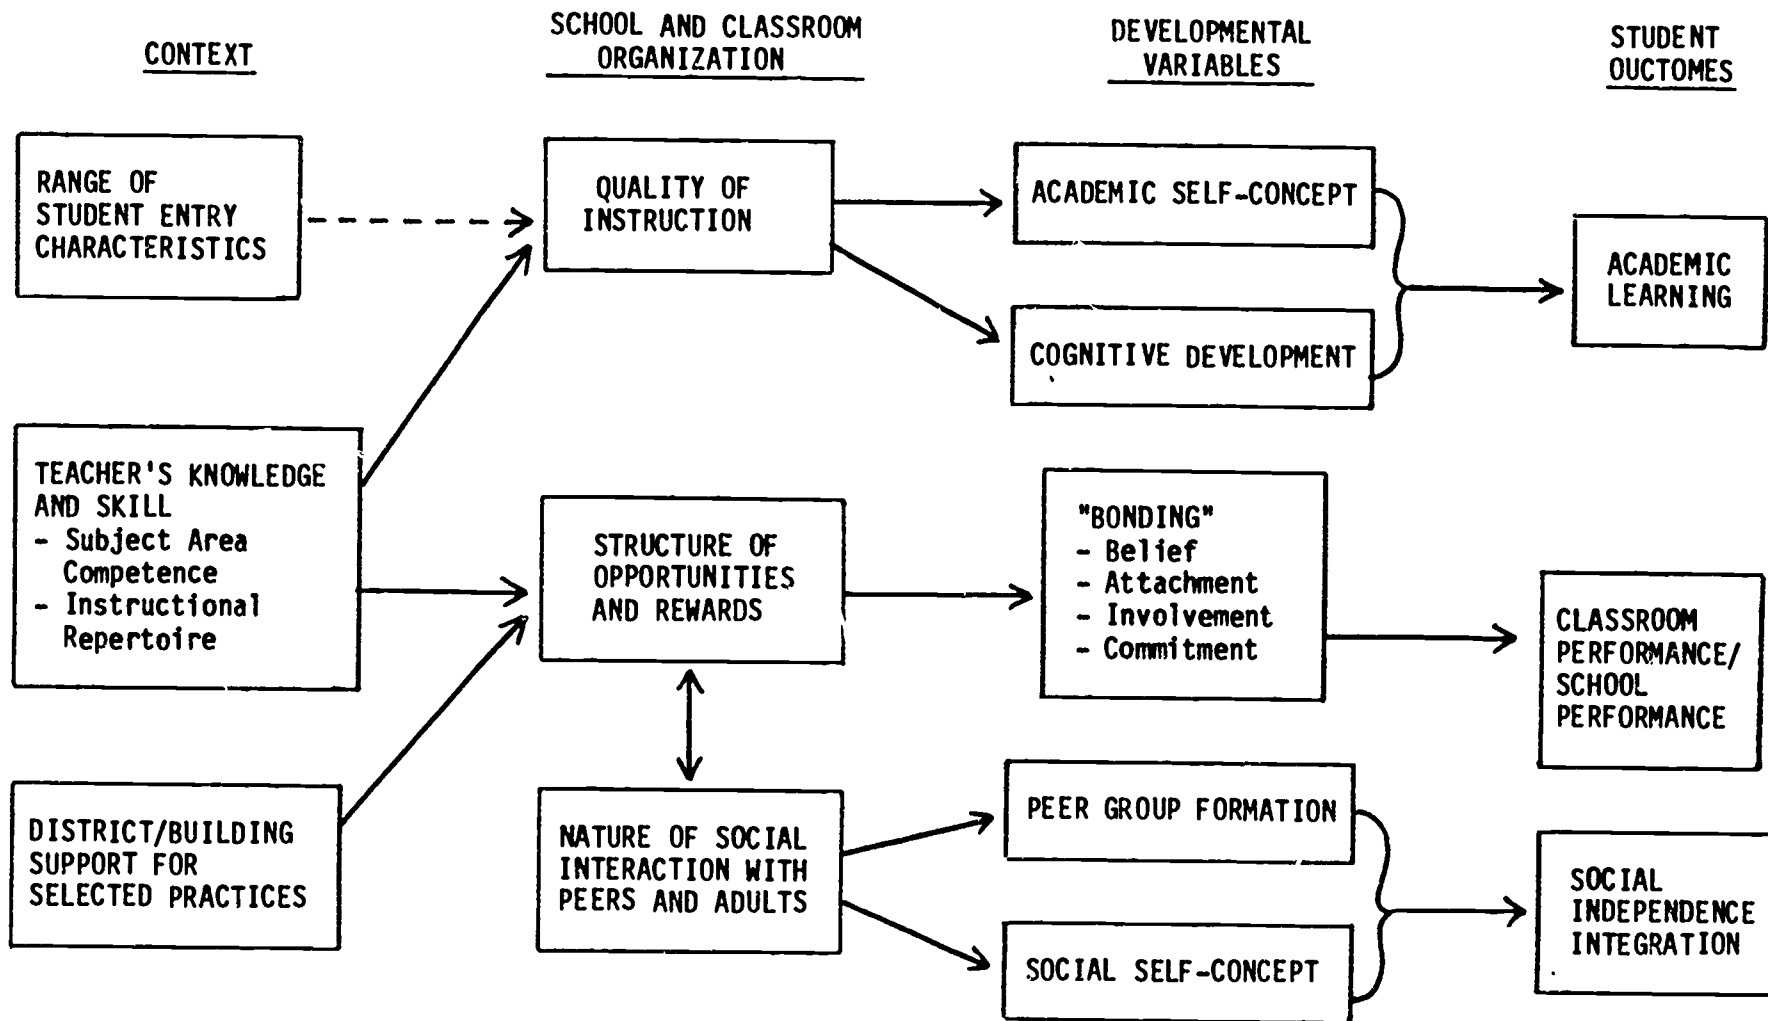 CONTEXT
SCHOOL AND CLASSROOM
ORGANIZATION
DEVELOPMENTAL
VARIABLES
STUDENT
OUCTOMES
RANGE OF
STUDENT ENTRY
CHARACTERISTICS
QUALITY OF
INSTRUCTION
ACADEMIC SELF-CONCEPT
COGNITIVE DEVELOPMENT
ACADEMIC
LEARNING
TEACHER'S KNOWLEDGE
AND SKILL
- Subject Area
Competence
- Instructional
Repertoire
STRUCTURE OF
OPPORTUNITIES
AND REWARDS
"BONDING"
- Belief
- Attachment
- Involvement
- Commitment
CLASSROOM
PERFORMANCE/
SCHOOL
PERFORMANCE
DISTRICT/BUILDING
SUPPORT FOR
SELECTED PRACTICES
NATURE OF SOCIAL
INTERACTION WITH
PEERS AND ADULTS
PEER GROUP FORMATION
SOCIAL SELF-CONCEPT
SOCIAL
INDEPENDENCE
INTEGRATION